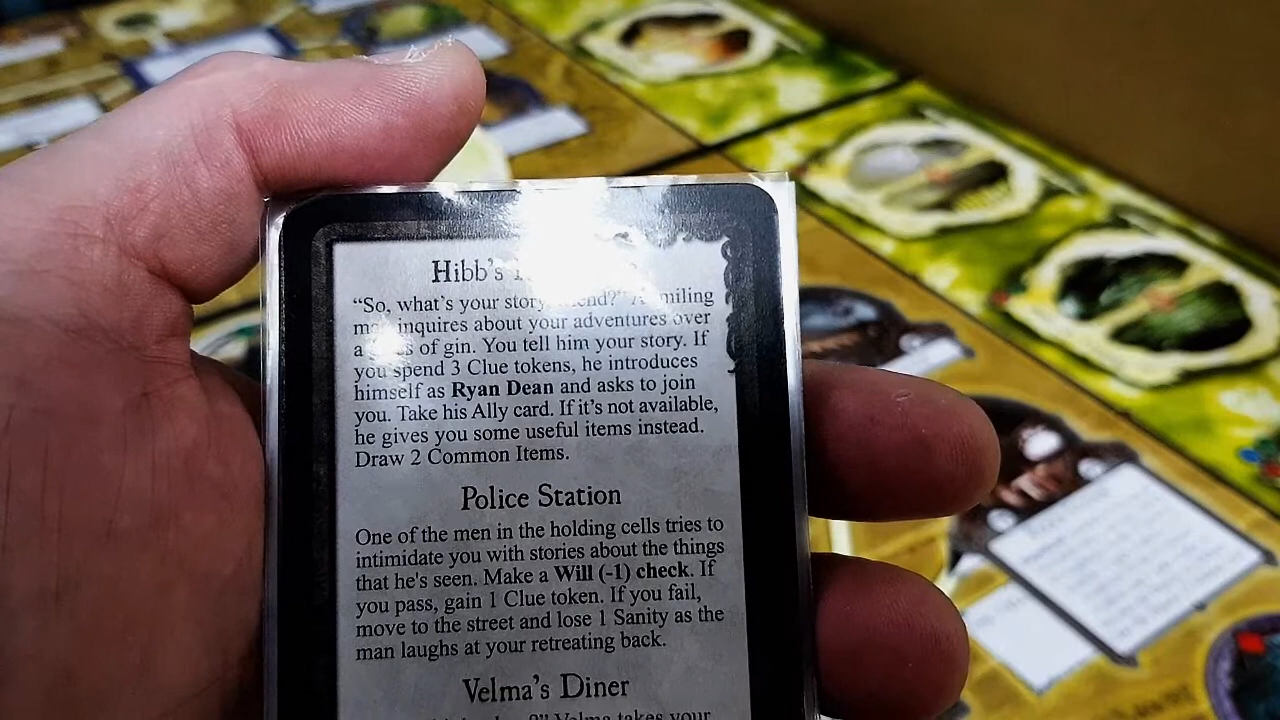 Hibb's
"So, what's your story, friend?" A smiling
man inquires about your adventures over
a glass of gin. You tell him your story. If
you spend 3 Clue tokens, he introduces
himself as Ryan Dean and asks to join
you. Take his Ally card. If it's not available,
he gives you some useful items instead.
Draw 2 Common Items.
Police Station
One of the men in the holding cells tries to
intimidate you with stories about the things
that he's seen. Make a Will (-1) check. If
you pass, gain 1 Clue token. If you fail,
move to the street and lose 1 Sanity as the
man laughs at your retreating back.
Velma's Diner
Velma takes your